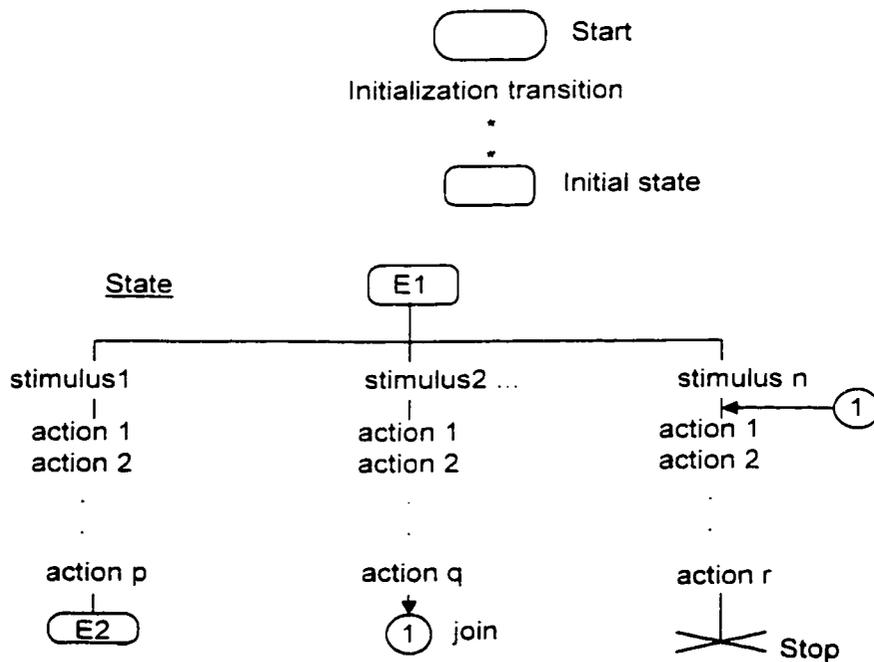 Start
Initialization transition
*
*
Initial state
State
E1
stimulus1 stimulus2 ... stimulus n
1
action 1 action 1 action 1
action 2 action 2 action 2
. . .
. . .
action p action q action r
E2 1 join Stop